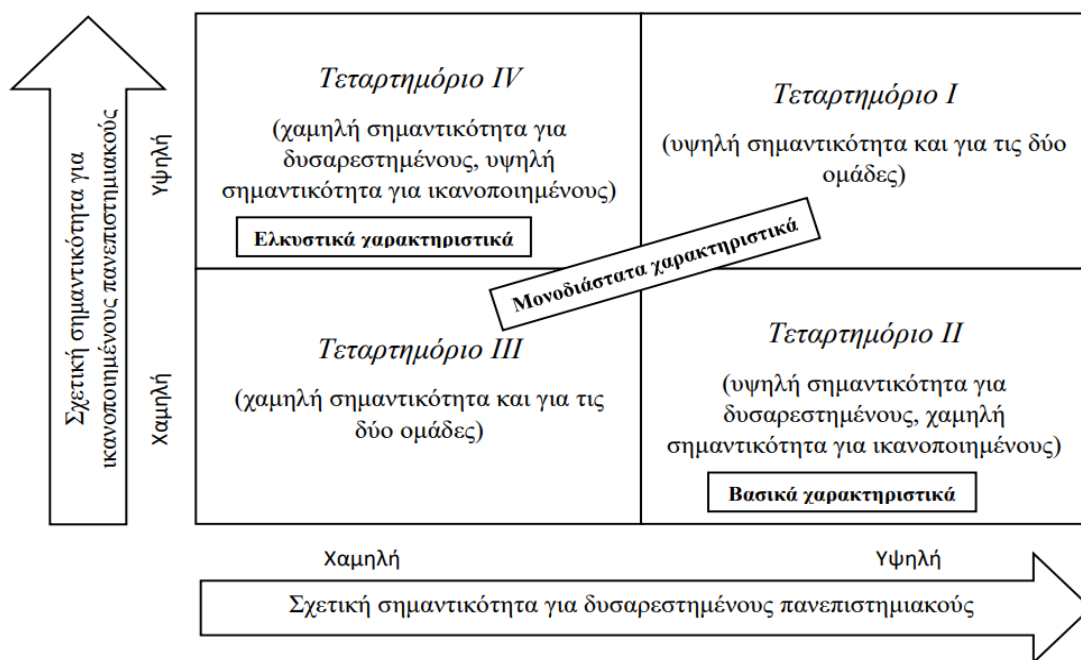 Σχετική σημαντικότητα για
ικανοποιημένους πανεπιστημιακούς
Υψηλή
Χαμηλή
Τεταρτημόριο IV
(χαμηλή σημαντικότητα για
δυσαρεστημένους, υψηλή
σημαντικότητα για ικανοποιημένους)
Ελκυστικά χαρακτηριστικά
Τεταρτημόριο I
(υψηλή σημαντικότητα και για τις δύο
ομάδες)
Μονοδιάστατα χαρακτηριστικά
Τεταρτημόριο III
(χαμηλή σημαντικότητα και για τις
δύο ομάδες)
Τεταρτημόριο II
(υψηλή σημαντικότητα για
δυσαρεστημένους, χαμηλή
σημαντικότητα για ικανοποιημένους)
Βασικά χαρακτηριστικά
Χαμηλή
Υψηλή
Σχετική σημαντικότητα για δυσαρεστημένους πανεπιστημιακούς